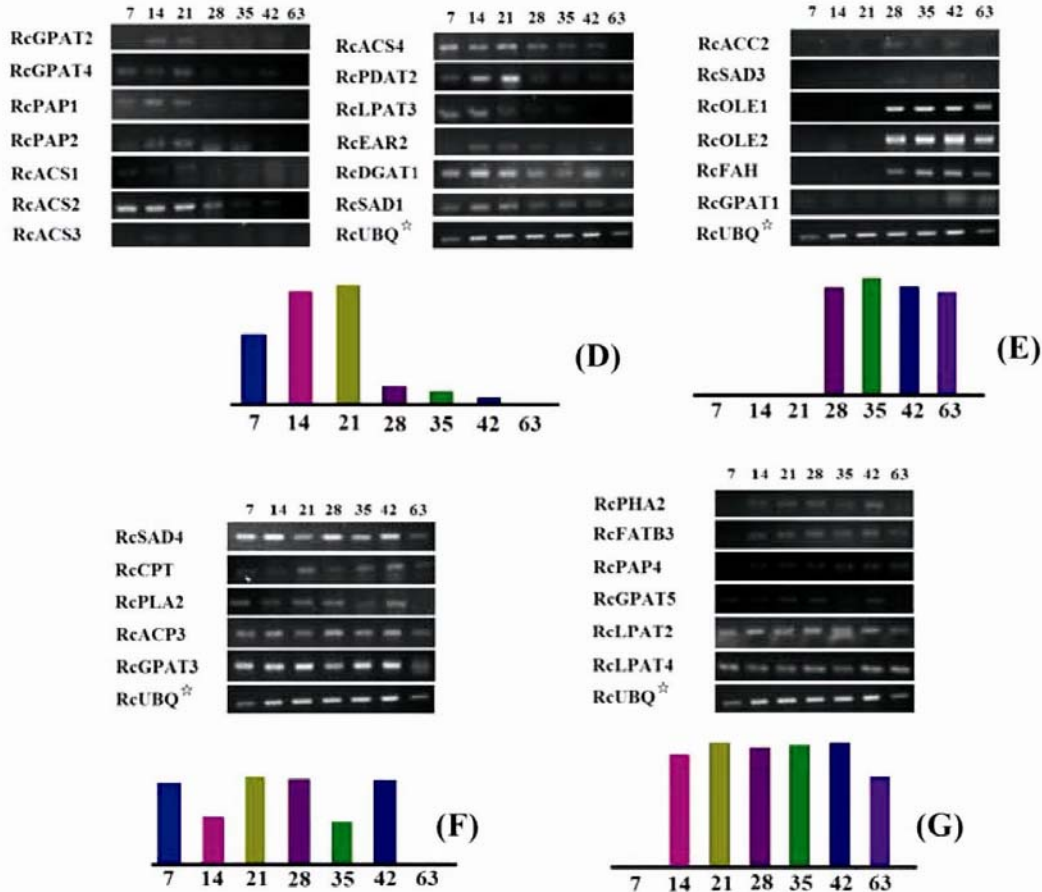 7 14 21 28 35 42 63
RcGPAT2
RcGPAT4
RcPAP1
RcPAP2
RcACS1
RcACS2
RcACS3
7 14 21 28 35 42 63
RcACS4
RcPDAT2
RcLPAT3
RcEAR2
RcDGAT1
RcSAD1
RcUBQ☆
7 14 21 28 35 42 63
RcACC2
RcSAD3
RcOLE1
RcOLE2
RcFAH
RcGPAT1
RcUBQ☆
(D)
7 14 21 28 35 42 63
(E)
7 14 21 28 35 42 63
7 14 21 28 35 42 63
RcSAD4
RcCPT
RcPLA2
RcACP3
RcGPAT3
RcUBQ☆
7 14 21 28 35 42 63
RcPHA2
RcFATB3
RcPAP4
RcGPAT5
RcLPAT2
RcLPAT4
RcUBQ☆
(F)
7 14 21 28 35 42 63
(G)
7 14 21 28 35 42 63